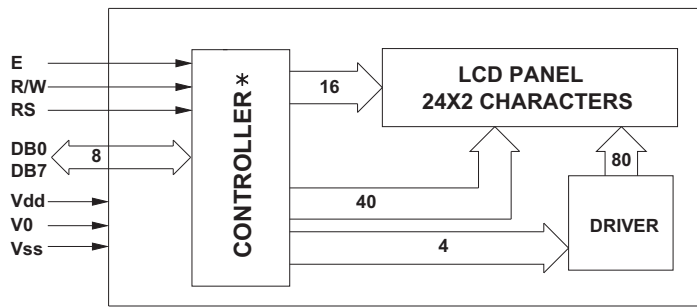 E
R/W
RS
DB0
DB7
8
Vdd
V0
Vss
CONTROLLER*
16
LCD PANEL
24X2 CHARACTERS
40
80
4
DRIVER